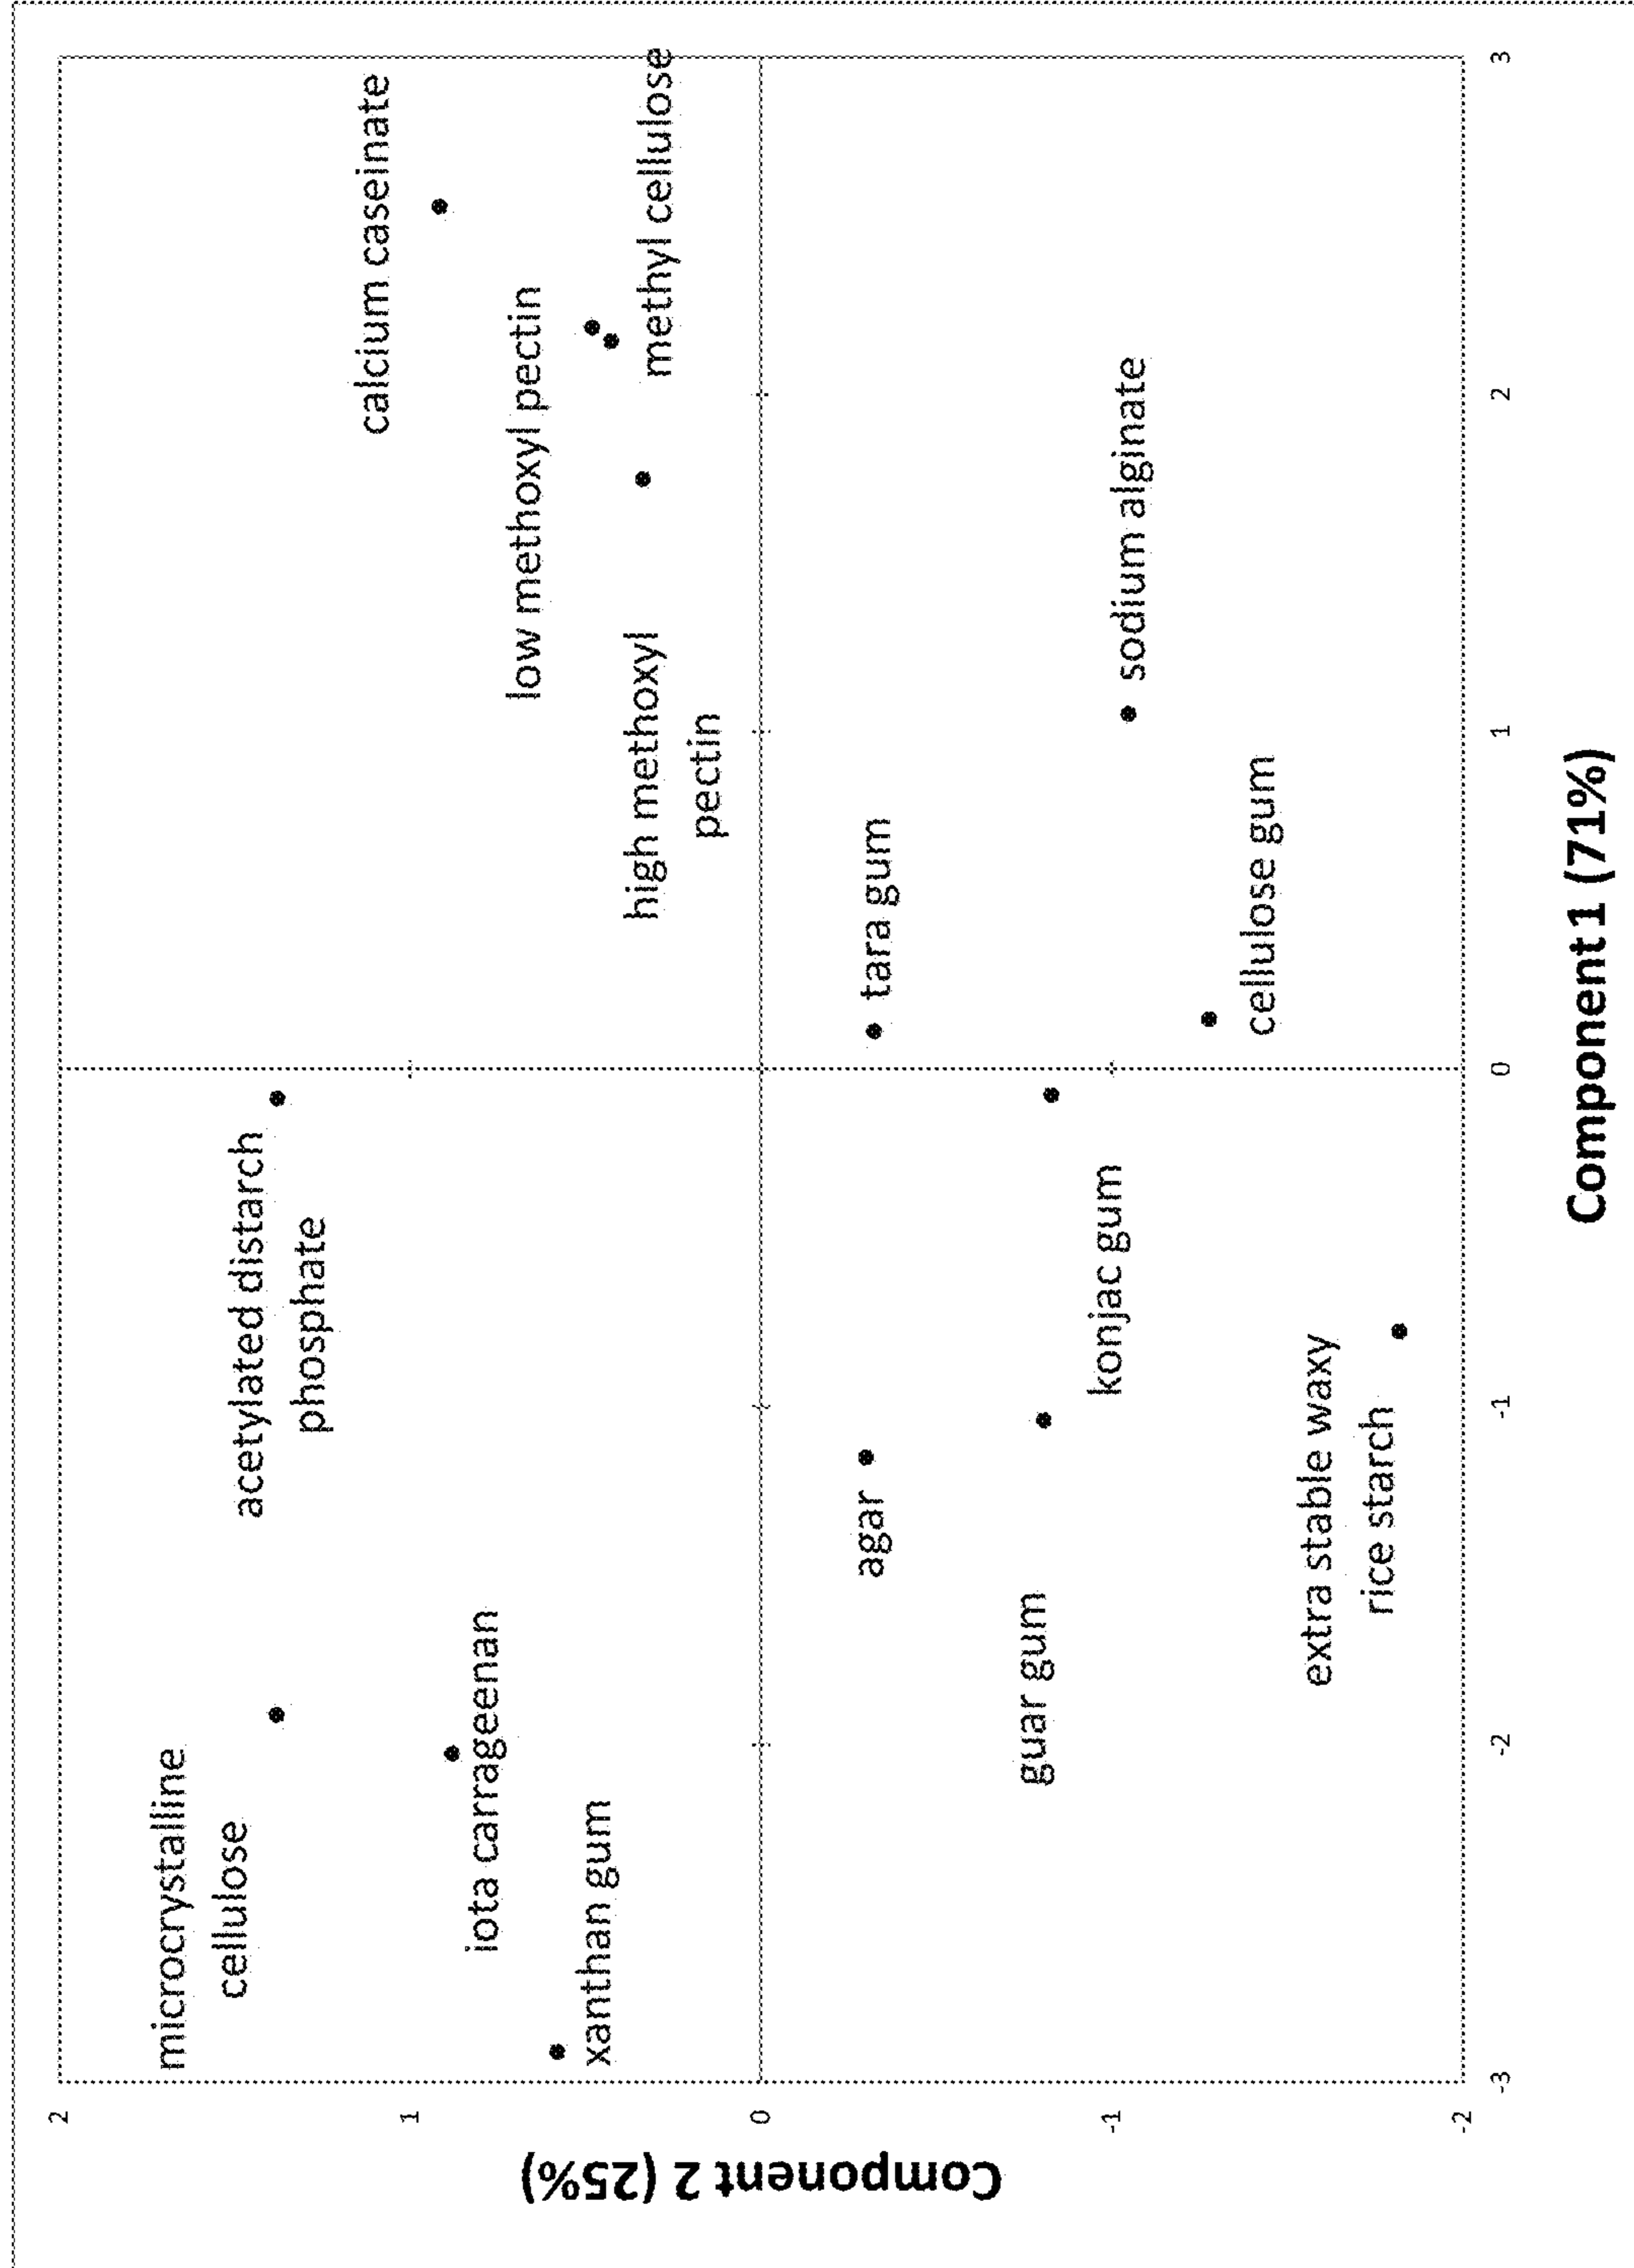 2
1
0
-1
-2
Component 2 (25%)
microcrystalline
cellulose
iota carrageenan
xanthan gum
acetylated distarch
phosphate
calcium caseinate
low methoxyl pectin
methyl cellulose
high methoxyl
pectin
agar
guar gum
konjac gum
extra stable waxy
rice starch
tara gum
cellulose gum
sodium alginate
-3
-2
-1
0
1
2
3
Component 1 (71%)